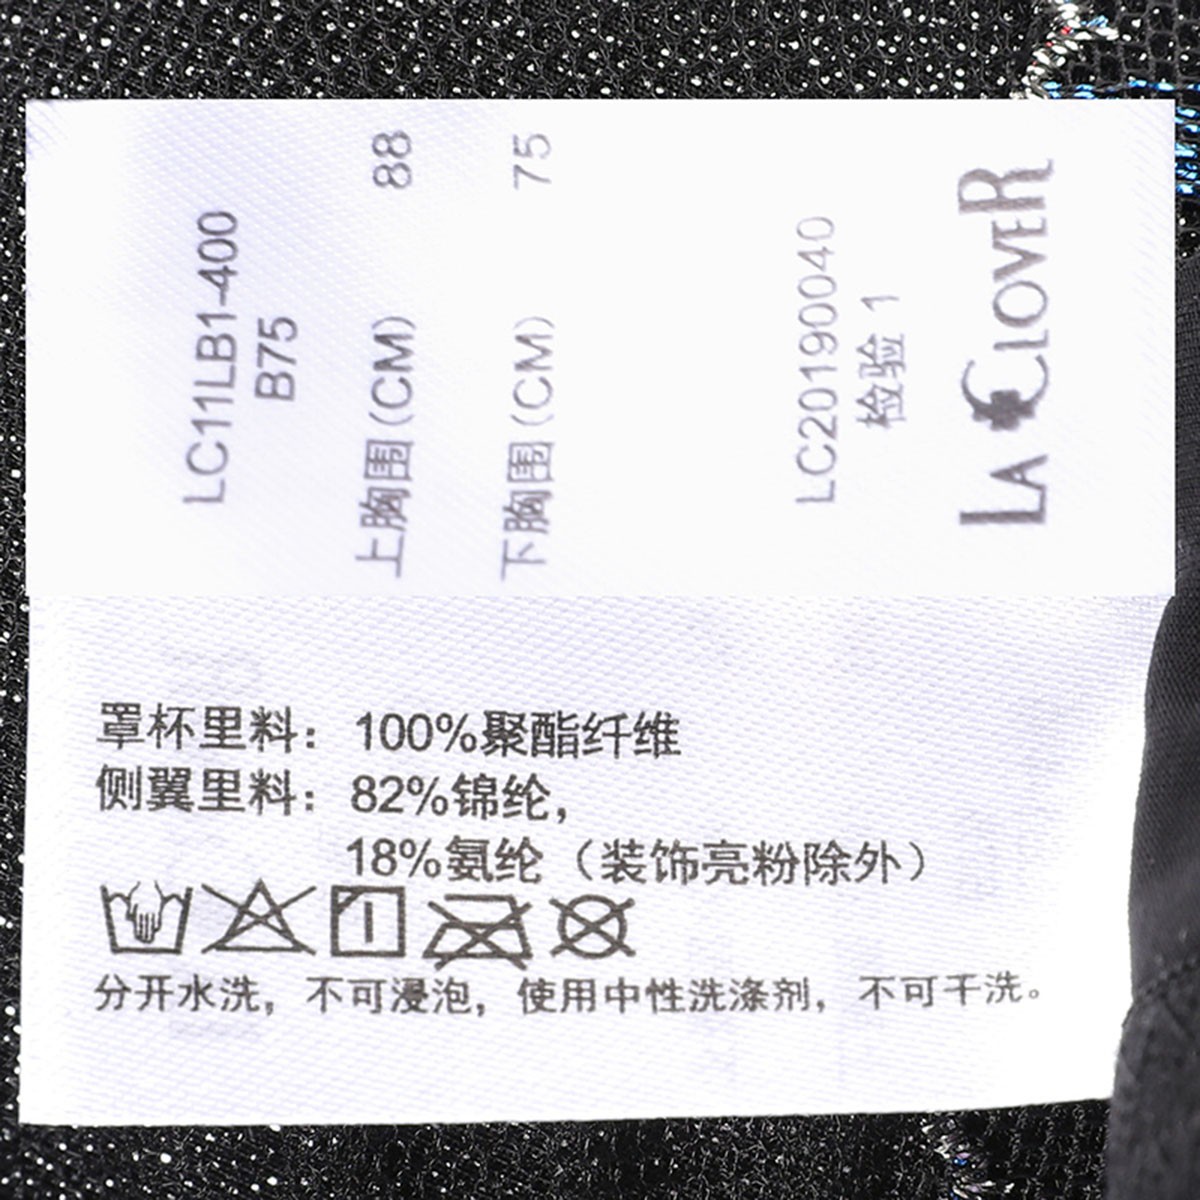 LA CLOVER
检验 1
LC20190040
下胸围(CM) 75
上胸围(CM) 88
B75
LC11LB1-400
罩杯里料：100%聚酯纤维
侧翼里料：82%锦纶，
18%氨纶（装饰亮粉除外）
分开水洗，不可浸泡，使用中性洗涤剂，不可干洗。